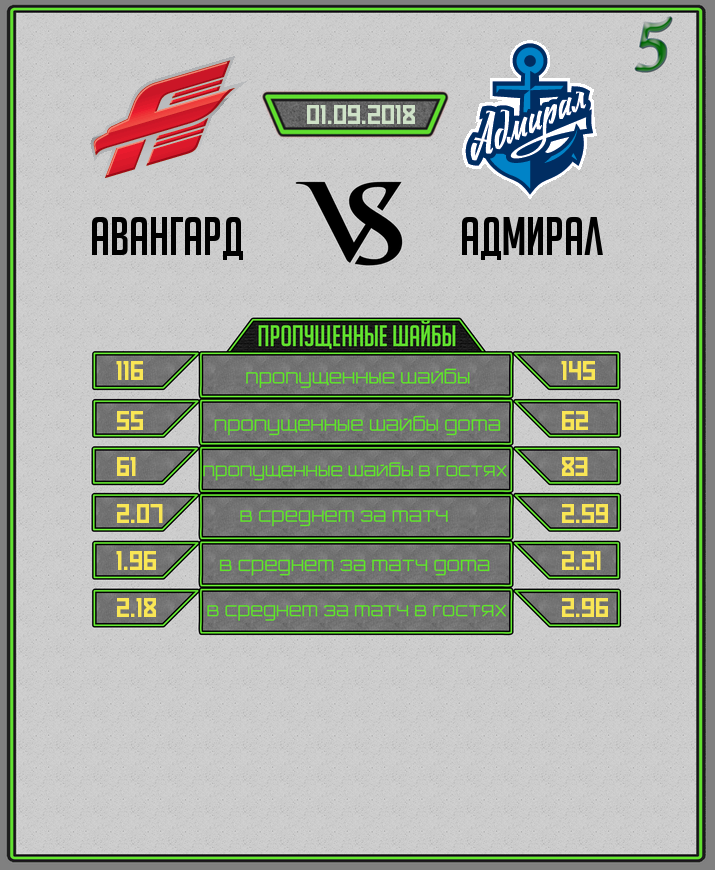 5
01.09.2018
Адмирал
VS
АВАНГАРД
АДМИРАЛ
ПРОПУЩЕННЫЕ ШАЙБЫ
116 пропущенные шайбы 145
55 пропущенные шайбы дома 62
61 пропущенные шайбы в гостях 83
2.07 в среднем за матч 2.59
1.96 в среднем за матч дома 2.21
2.18 в среднем за матч в гостях 2.96